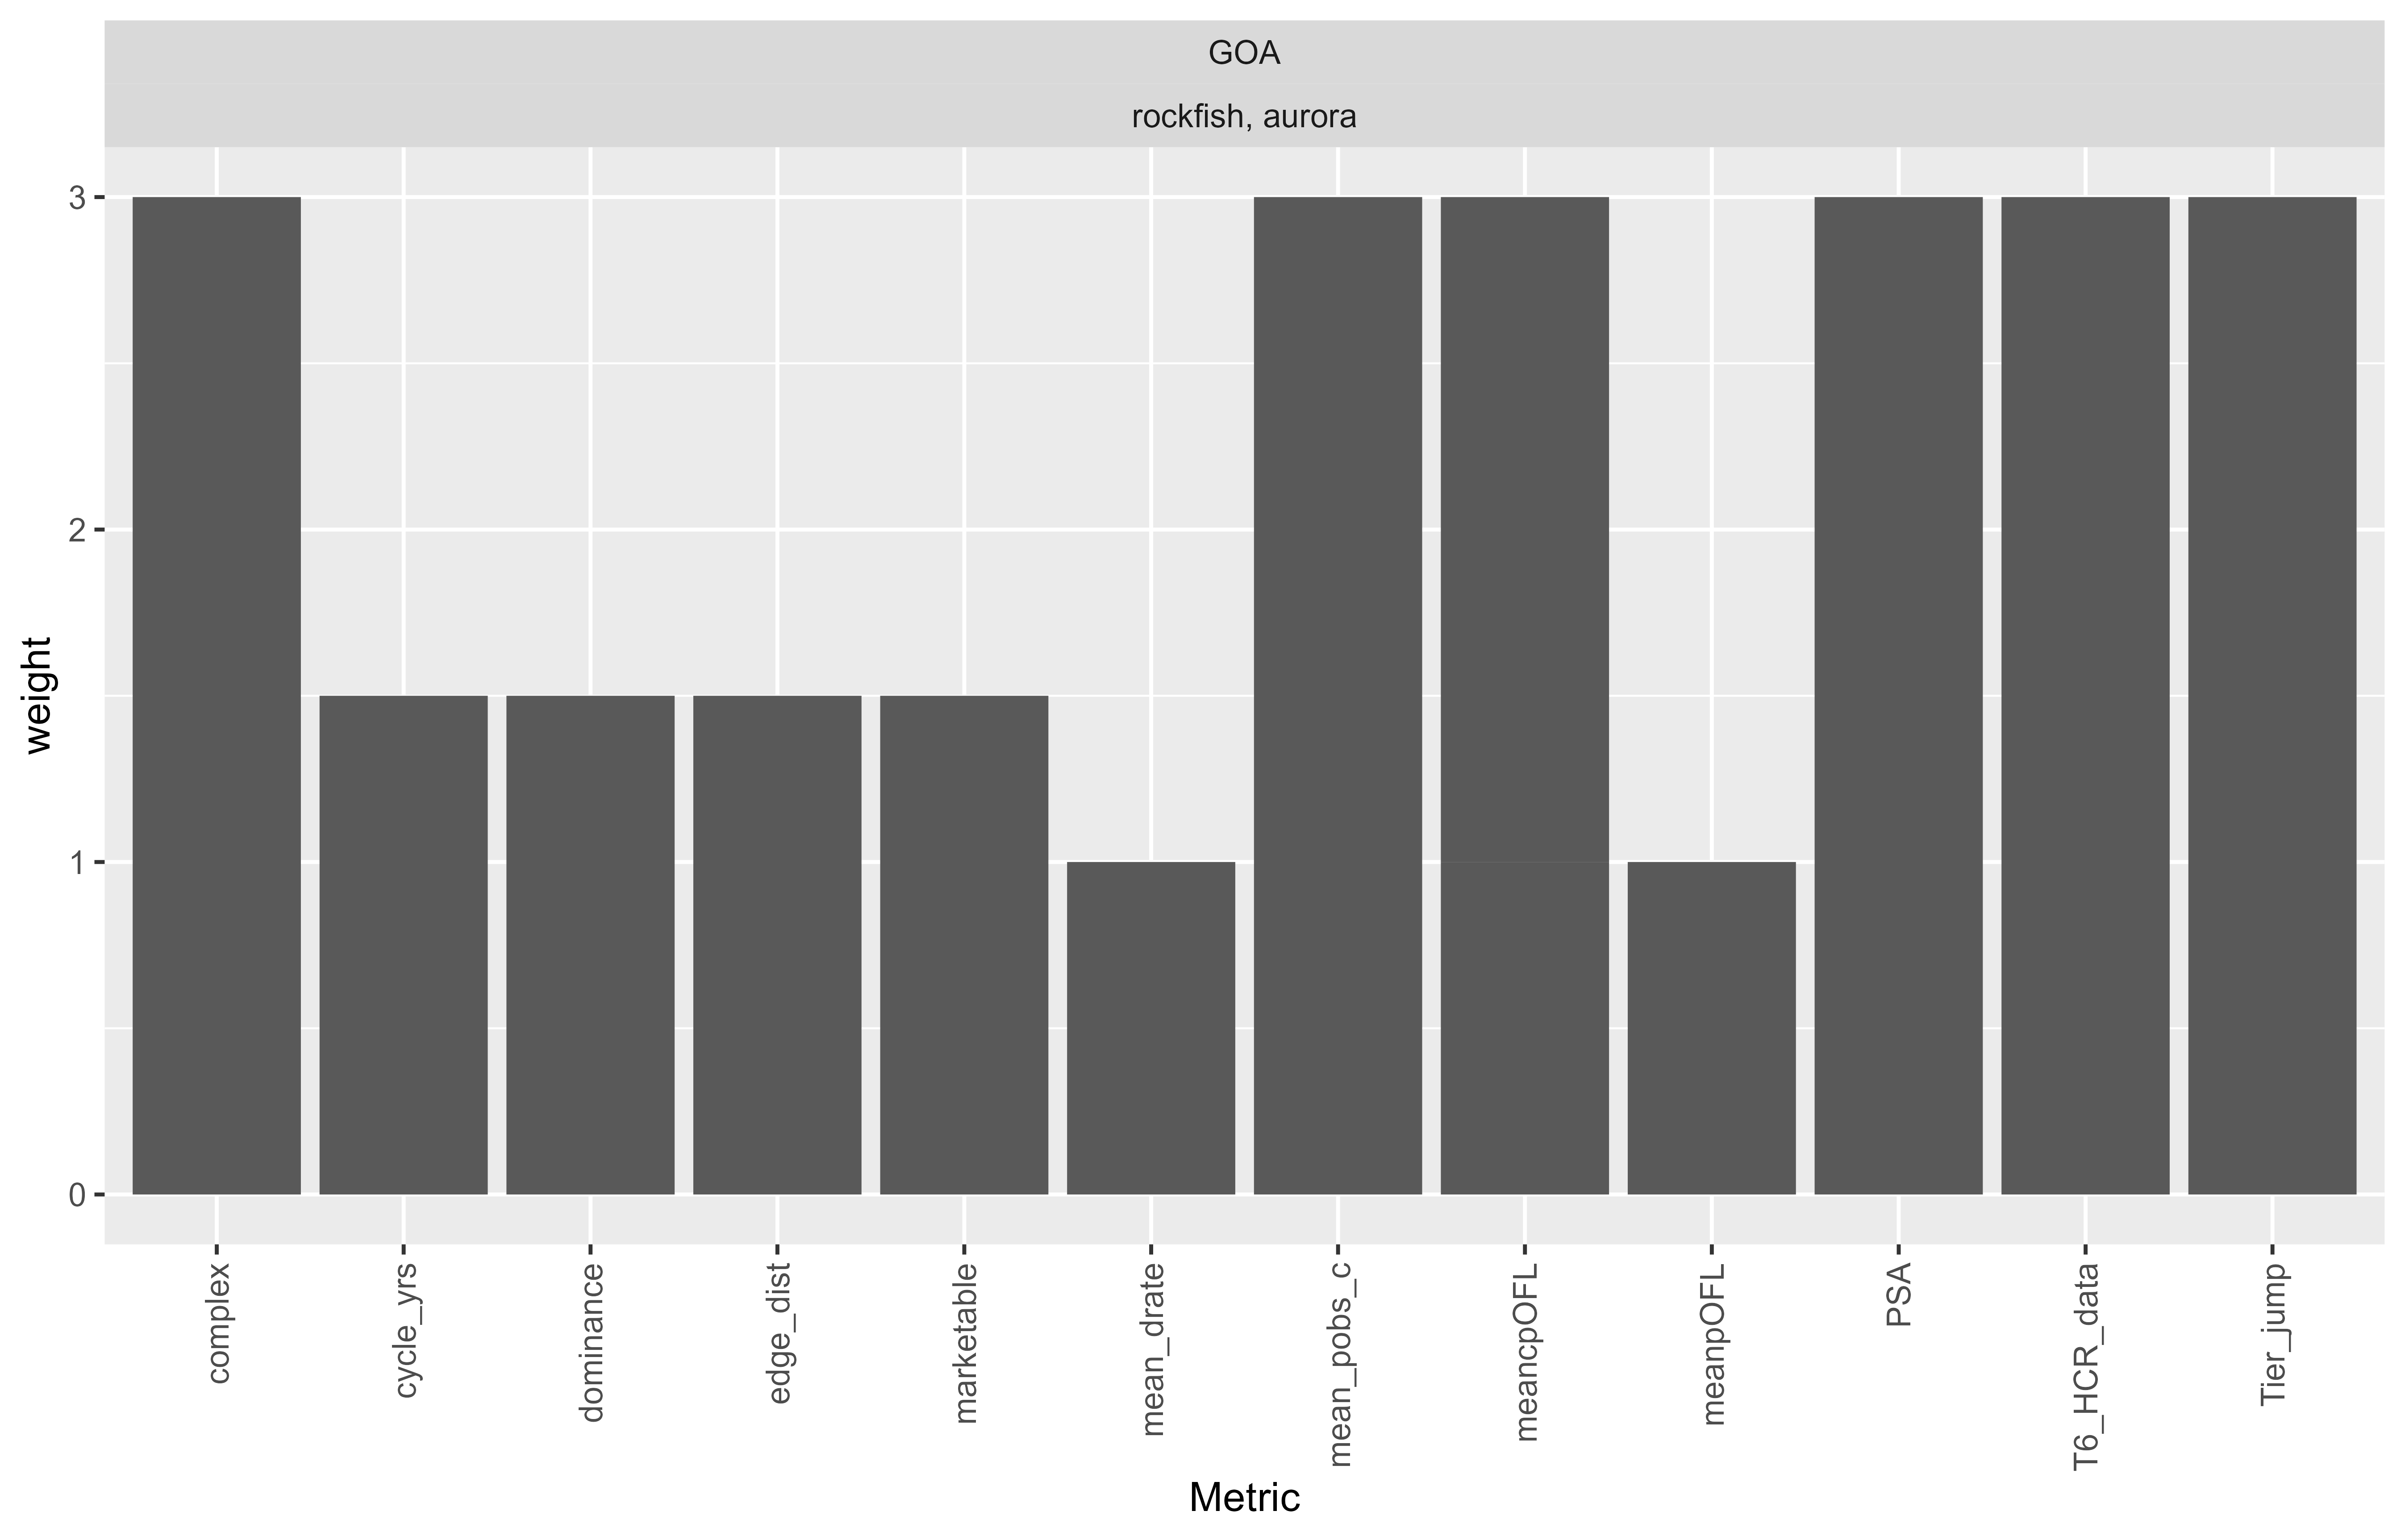 GOA
rockfish, aurora
weight
3
2
1
0
complex
cycle_yrs
dominance
edge_dist
marketable
mean_drate
mean_pobs_c
meancpOFL
meanpOFL
PSA
T6_HCR_data
Tier_jump
Metric